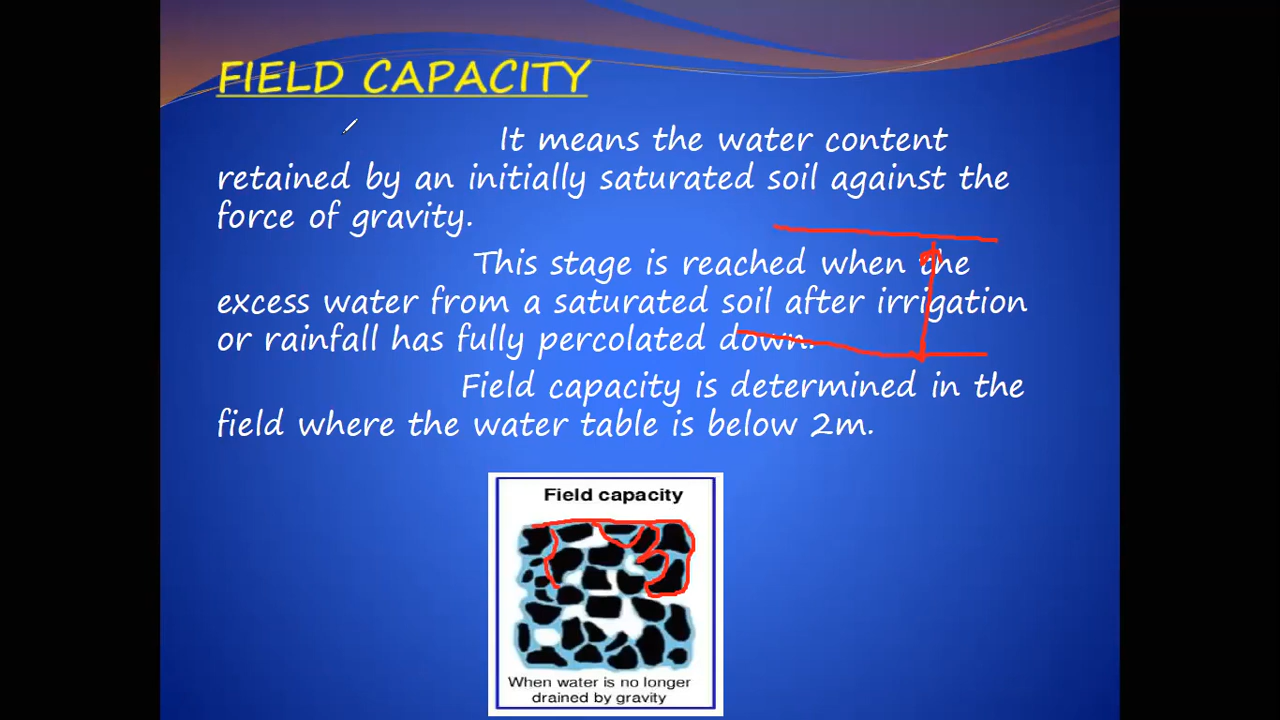 FIELD CAPACITY
It means the water content
retained by an initially saturated soil against the
force of gravity.
This stage is reached when the
excess water from a saturated soil after irrigation
or rainfall has fully percolated down.
Field capacity is determined in the
field where the water table is below 2m.
Field capacity
When water is no longer
drained by gravity